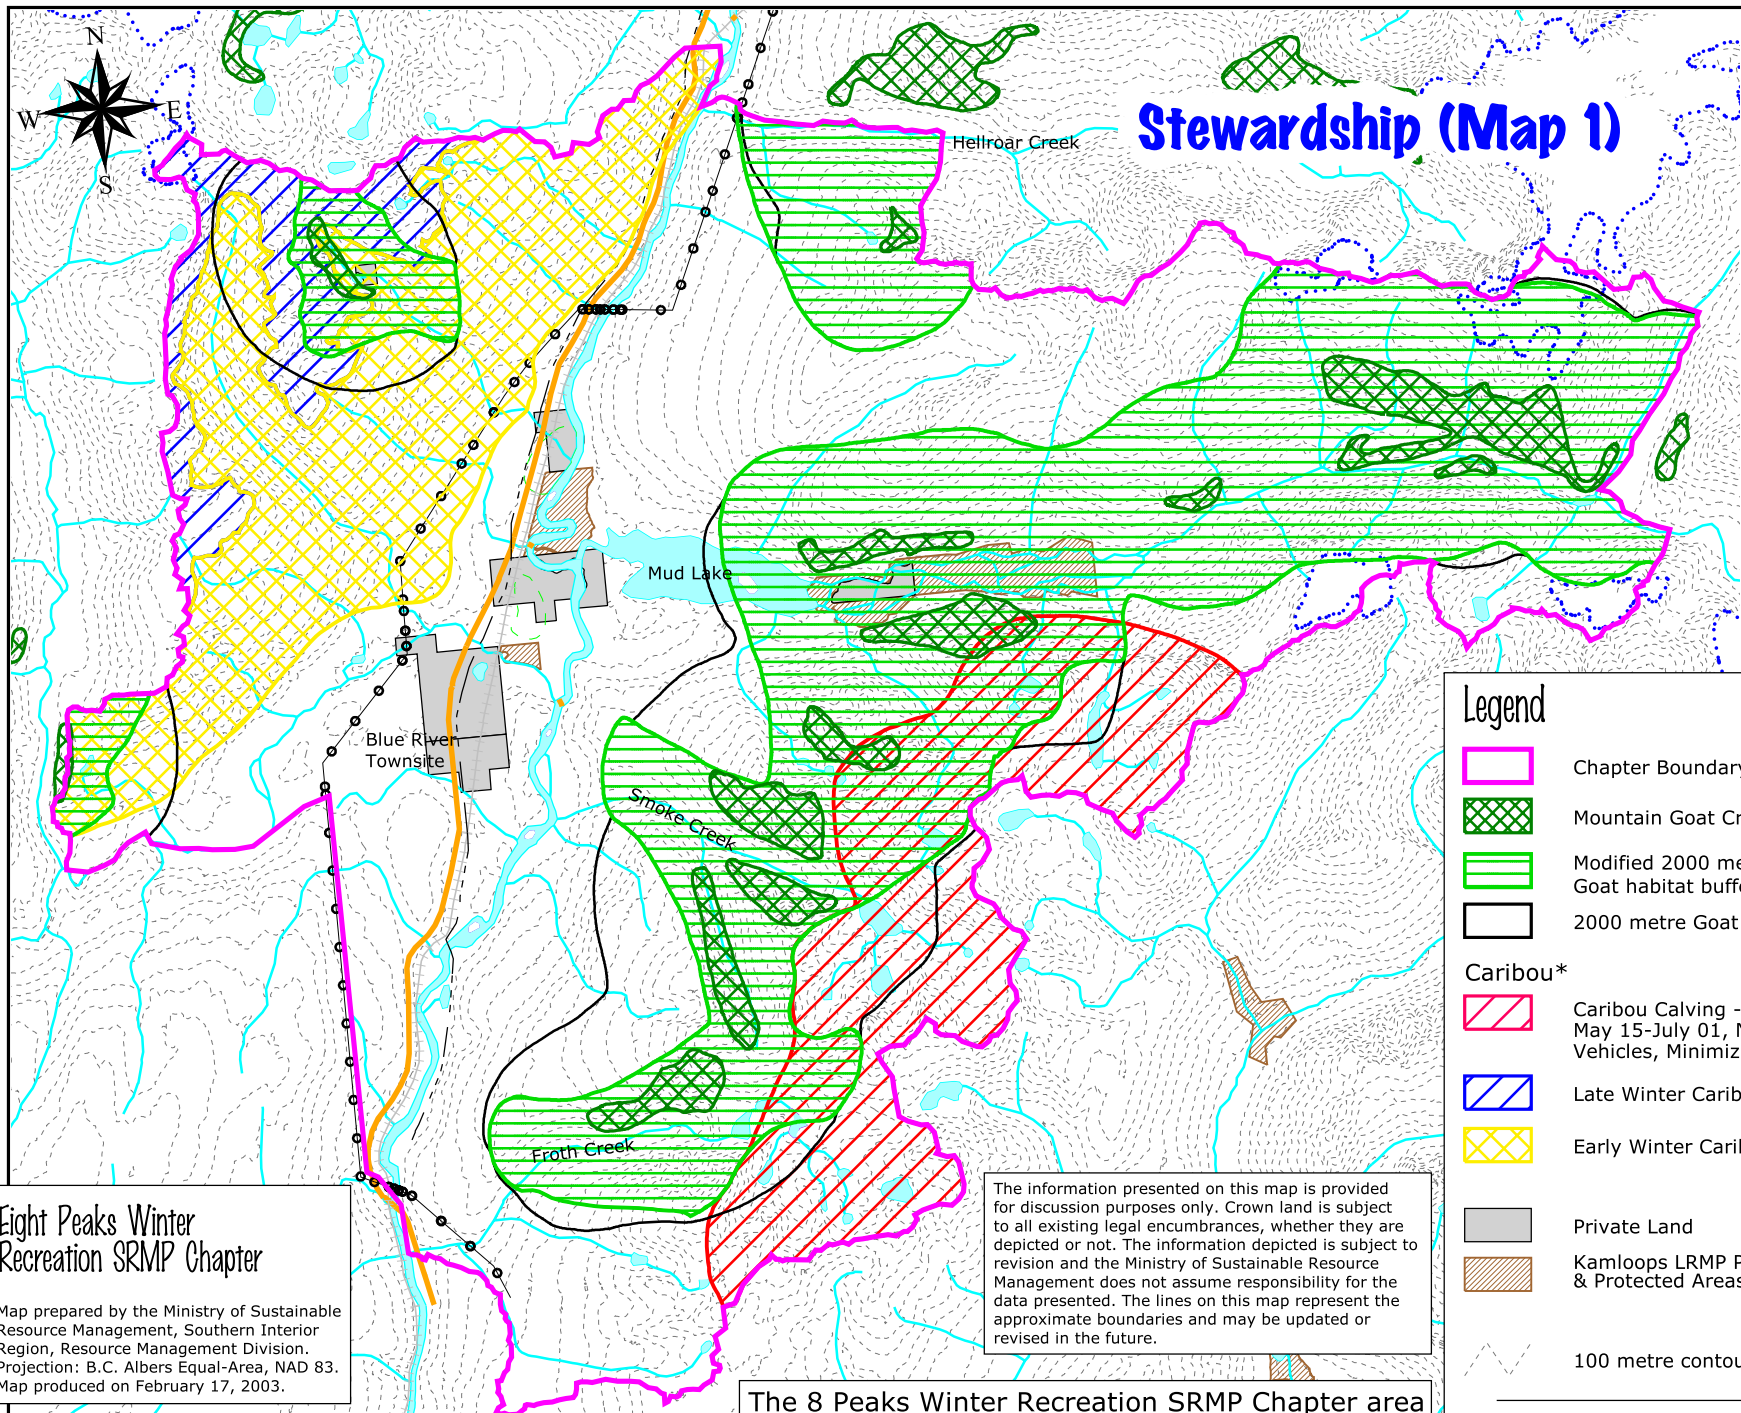 N
W
E
S
Stewardship (Map 1)
Hellroar Creek
Mud Lake
Blue River
Townsite
Smoke Creek
Froth Creek
Legend
Chapter Boundary
Mountain Goat Cr
Modified 2000 me
Goat habitat buff
2000 metre Goat
Caribou*
Caribou Calving -
May 15-July 01, N
Vehicles, Minimiz
Late Winter Carib
Early Winter Cari
Private Land
Kamloops LRMP P
& Protected Areas
100 metre conto
Eight Peaks Winter
Recreation SRMP Chapter
Map prepared by the Ministry of Sustainable
Resource Management, Southern Interior
Region, Resource Management Division.
Projection: B.C. Albers Equal-Area, NAD 83.
Map produced on February 17, 2003.
The information presented on this map is provided
for discussion purposes only. Crown land is subject
to all existing legal encumbrances, whether they are
depicted or not. The information depicted is subject to
revision and the Ministry of Sustainable Resource
Management does not assume responsibility for the
data presented. The lines on this map represent the
approximate boundaries and may be updated or
revised in the future.
The 8 Peaks Winter Recreation SRMP Chapter area